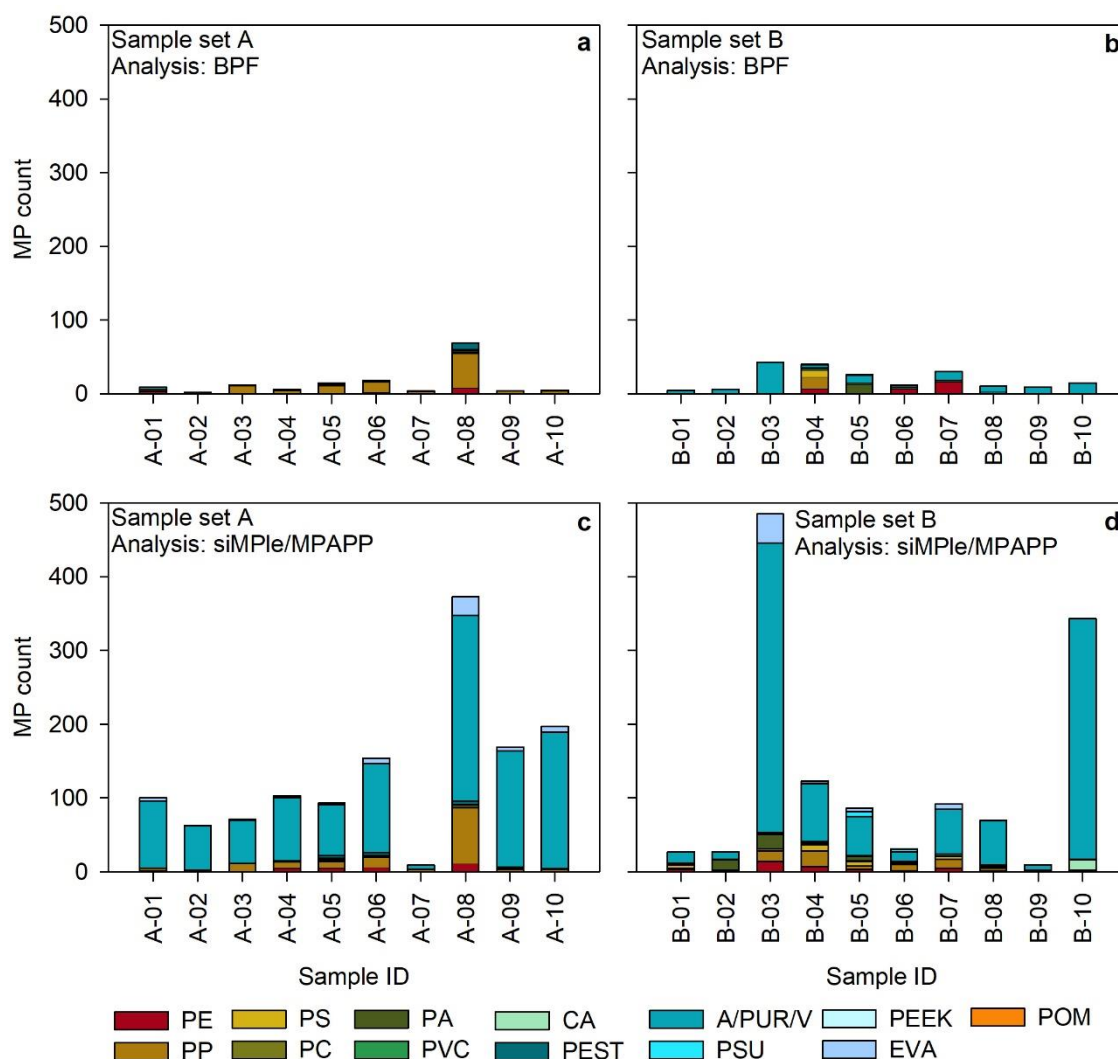 500
400
300
200
100
0
MP count
Sample set A
Analysis: BPF
a
A-01
A-02
A-03
A-04
A-05
A-06
A-07
A-08
A-09
A-10
Sample set B
Analysis: BPF
b
B-01
B-02
B-03
B-04
B-05
B-06
B-07
B-08
B-09
B-10
500
400
300
200
100
0
MP count
Sample set A
Analysis: siMPle/MPAPP
c
A-01
A-02
A-03
A-04
A-05
A-06
A-07
A-08
A-09
A-10
Sample ID
Sample set B
Analysis: siMPle/MPAPP
d
B-01
B-02
B-03
B-04
B-05
B-06
B-07
B-08
B-09
B-10
Sample ID
PE PS PA CA A/PUR/V PEEK POM
PP PC PVC PEST PSU EVA